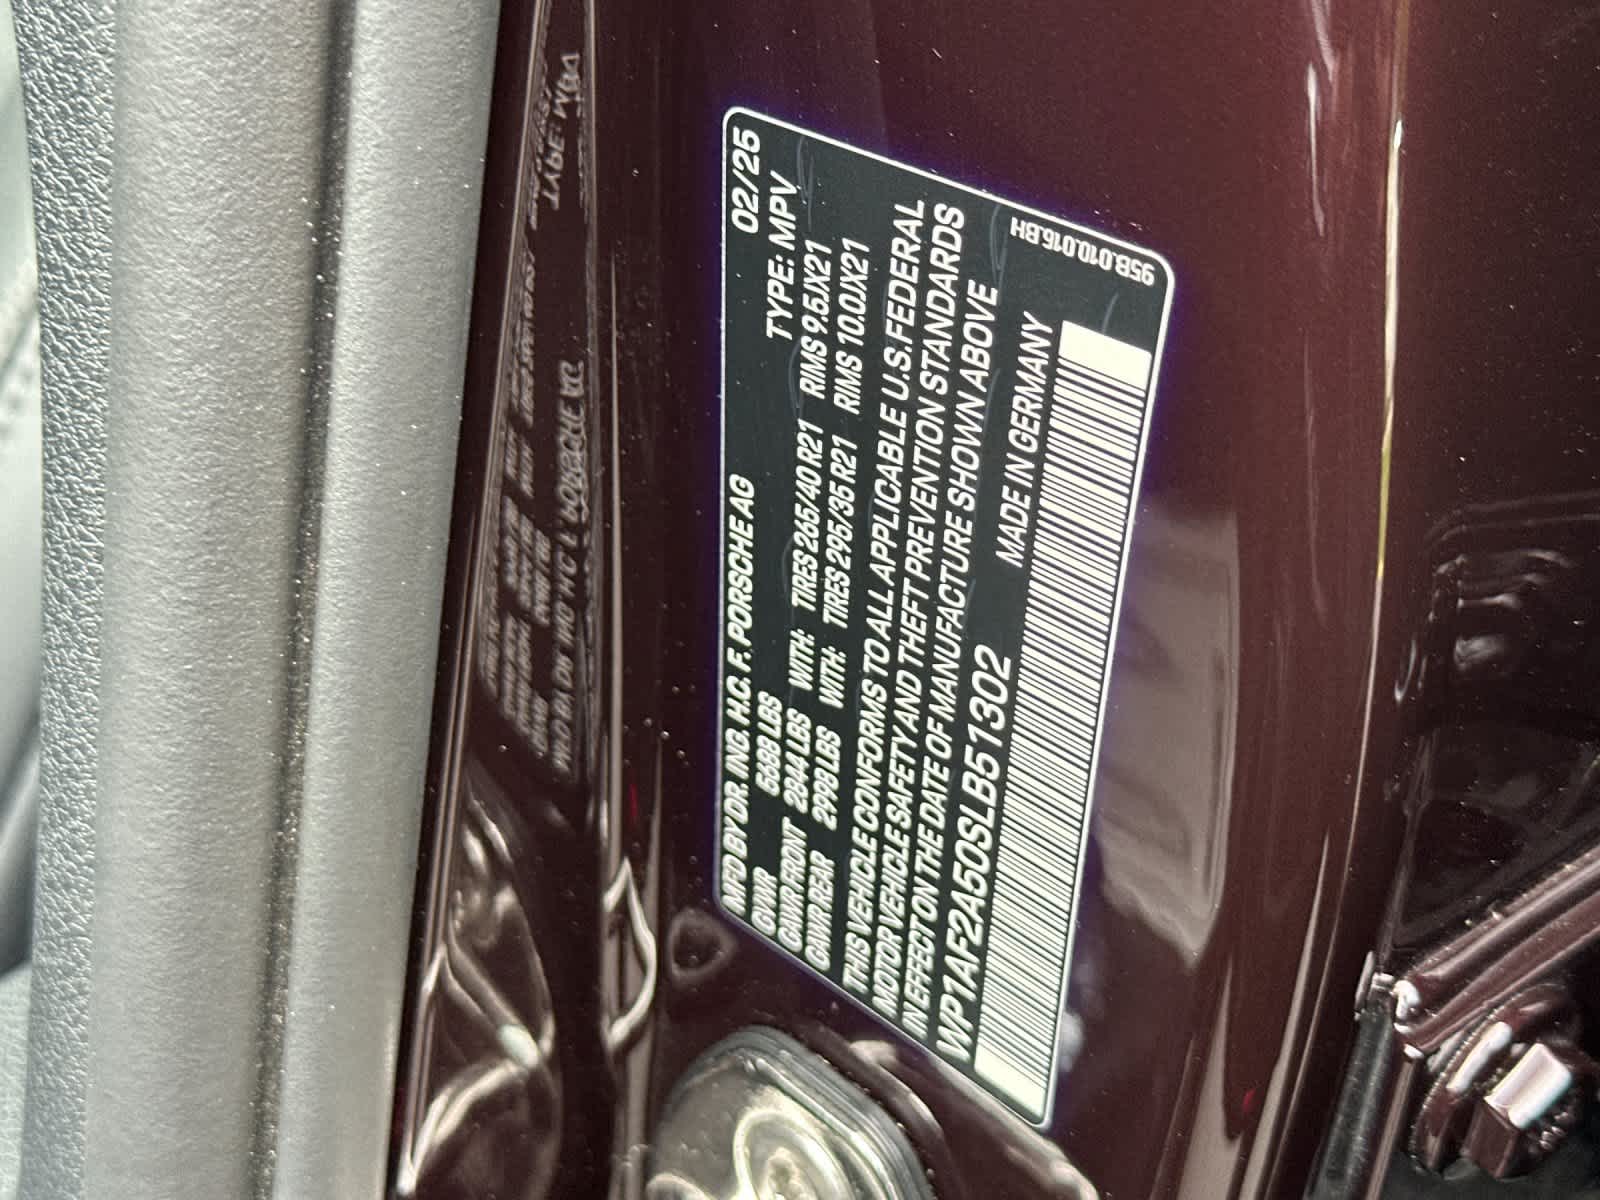 MFD BY DR. ING. H.C. F. PORSCHE AG 02/25
GVWR 5688 LBS TYPE: MPV
GAWR FRONT 2844 LBS WITH: TIRES 265/40 R21 RIMS 9.5JX21
GAWR REAR 2998 LBS WITH: TIRES 295/35 R21 RIMS 10.0JX21
THIS VEHICLE CONFORMS TO ALL APPLICABLE U.S. FEDERAL
MOTOR VEHICLE SAFETY AND THEFT PREVENTION STANDARDS
IN EFFECT ON THE DATE OF MANUFACTURE SHOWN ABOVE
WP1AF2A50SLB51302 MADE IN GERMANY
95B.010.016.BH